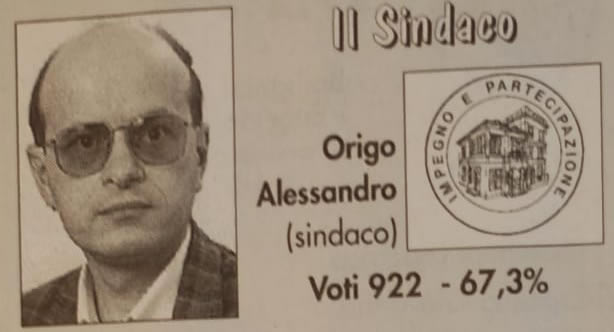 Il Sindaco
IMPEGNO E PARTECIPAZIONE
Origo
Alessandro
(sindaco)
Voti 922 - 67,3%